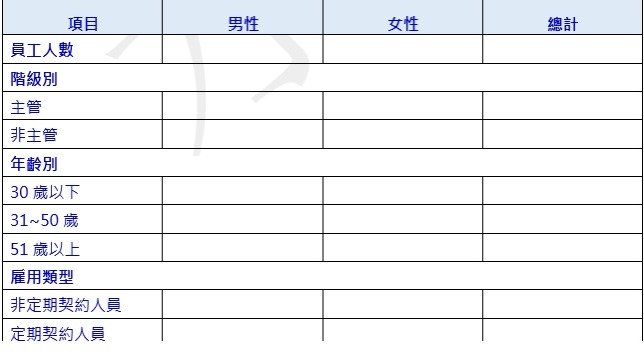 項目 男性 女性 總計
員工人數
階級別
主管
非主管
年齡別
30 歲以下
31~50 歲
51 歲以上
雇用類型
非定期契約人員
定期契約人員